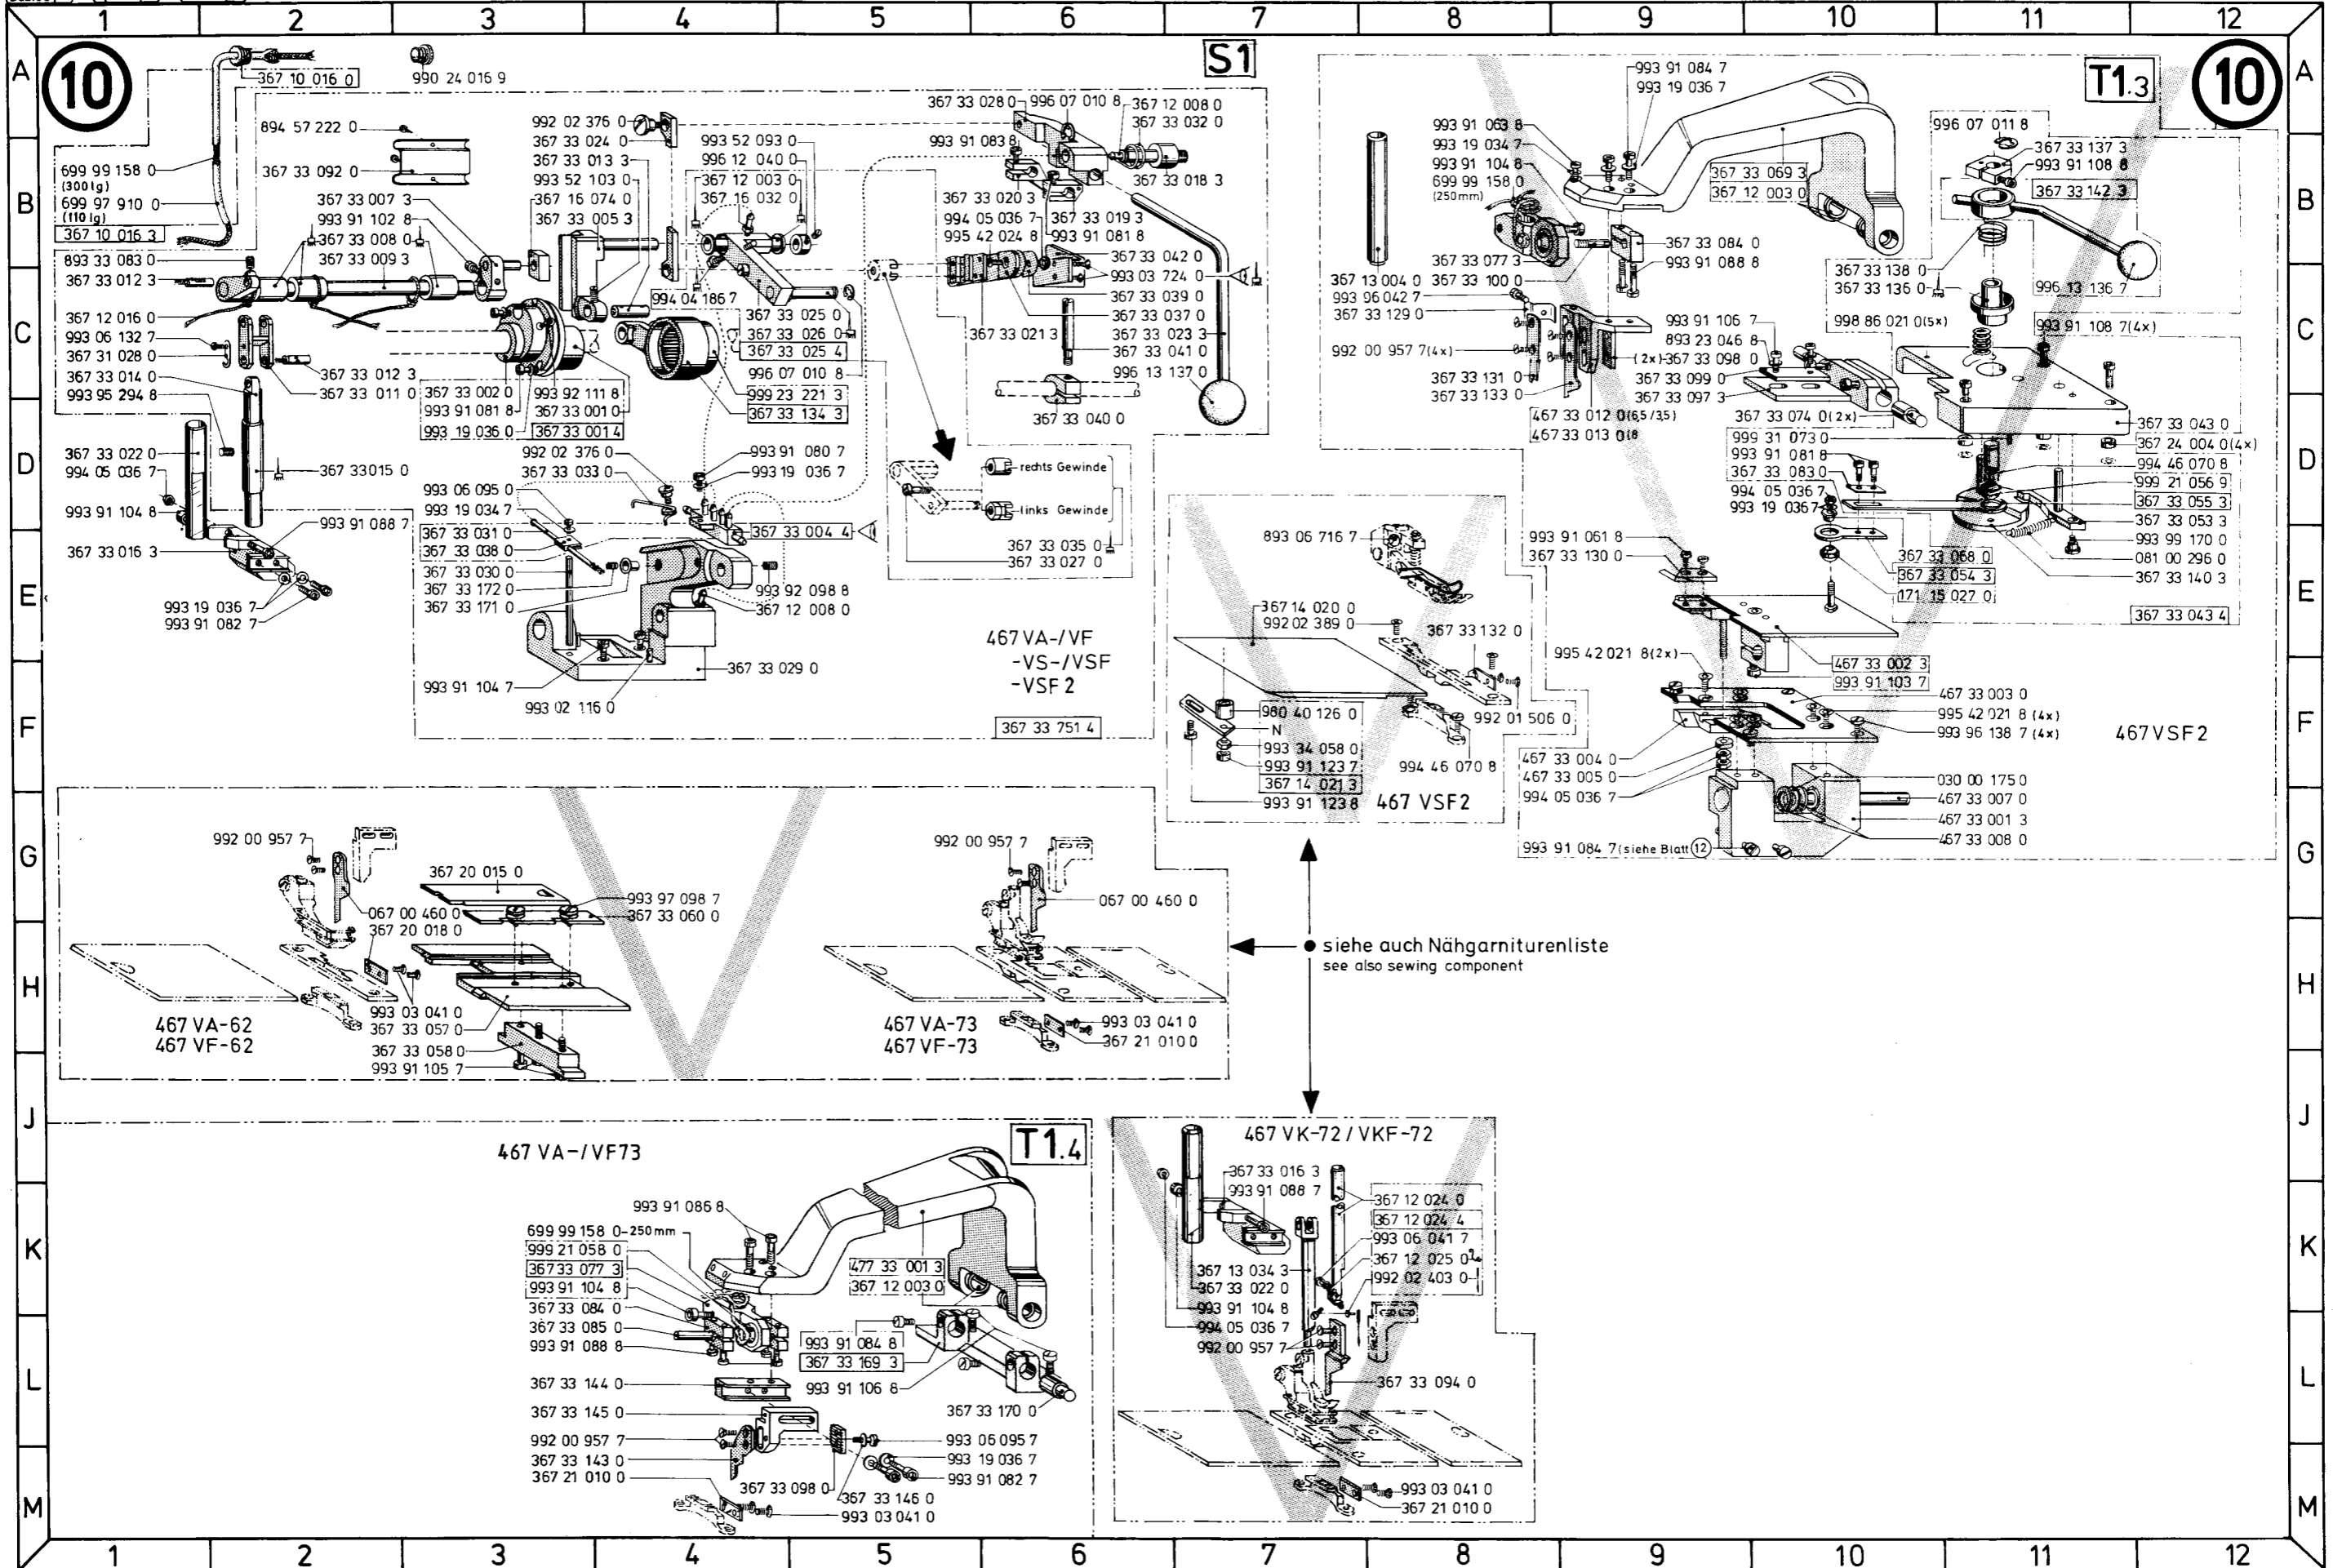 1 2 3 4 5 6 7 8 9 10 11 12
A B C D E F G H J K L M
10
S1
T1.3
10
367 10 016 0
990 24 016 9
894 57 222 0
699 99 158 0
(300 lg)
699 97 910 0
(110 lg)
367 10 016 3
367 33 092 0
367 33 007 3
993 91 102 8
367 33 008 0
367 33 009 3
893 33 083 0
367 33 012 3
367 12 016 0
993 06 132 7
367 31 028 0
367 33 014 0
993 95 294 8
367 33 012 3
367 33 011 0
367 33 022 0
994 05 036 7
993 91 104 8
367 33 016 3
367 33 015 0
993 91 088 7
993 19 036 7
993 91 082 7
992 02 376 0
367 33 024 0
367 33 013 3
993 52 103 0
367 16 074 0
367 33 005 3
993 52 093 0
996 12 040 0
367 12 003 0
367 16 032 0
994 04 186 7
367 33 025 0
367 33 026 0
367 33 025 4
996 07 010 8
999 23 221 3
367 33 134 3
367 33 002 0
993 91 081 8
993 19 036 0
993 92 111 8
367 33 001 0
367 33 001 4
992 02 376 0
367 33 033 0
993 06 095 0
993 19 034 7
367 33 031 0
367 33 038 0
367 33 030 0
367 33 172 0
367 33 171 0
993 91 080 7
993 19 036 7
367 33 004 4
993 92 098 8
367 12 008 0
367 33 029 0
993 91 104 7
993 02 116 0
367 33 028 0
996 07 010 8
367 12 008 0
367 33 032 0
993 91 083 8
367 33 018 3
367 33 020 3
994 05 036 7
995 42 024 8
367 33 019 3
993 91 081 8
367 33 042 0
993 03 724 0
367 33 039 0
367 33 037 0
367 33 021 3
367 33 023 3
367 33 041 0
996 13 137 0
367 33 040 0
rechts Gewinde
links Gewinde
367 33 035 0
367 33 027 0
467 VA-/VF
-VS-/VSF
-VSF 2
367 33 751 4
993 91 084 7
993 19 036 7
993 91 063 8
993 19 034 7
993 91 104 8
699 99 158 0
(250 mm)
367 33 069 3
367 12 003 0
367 33 077 3
367 33 100 0
367 33 084 0
993 91 088 8
367 13 004 0
993 96 042 7
367 33 129 0
992 00 957 7 (4x)
367 33 131 0
367 33 133 0
(2x) 367 33 098 0
993 91 106 7
893 23 046 8
367 33 099 0
367 33 097 3
467 33 012 0 (6,5/3,5)
467 33 013 0 (8
367 33 074 0 (2x)
996 07 011 8
367 33 137 3
993 91 108 8
367 33 142 3
367 33 138 0
367 33 136 0
996 13 136 7
998 86 021 0 (5x)
993 91 108 7 (4x)
367 33 043 0
367 24 004 0 (4x)
994 46 070 8
999 21 056 9
367 33 055 3
367 33 053 3
993 99 170 0
081 00 296 0
367 33 140 3
367 33 043 4
999 31 073 0
993 91 081 8
367 33 083 0
994 05 036 7
993 19 036 7
367 33 068 0
367 33 054 3
171 15 027 0
993 91 061 8
367 33 130 0
995 42 021 8 (2x)
467 33 002 3
993 91 103 7
467 33 003 0
995 42 021 8 (4x)
993 96 138 7 (4x)
467 VSF2
467 33 004 0
467 33 005 0
994 05 036 7
030 00 175 0
467 33 007 0
467 33 001 3
467 33 008 0
993 91 084 7 (siehe Blatt 12
893 06 716 7
367 14 020 0
992 02 389 0
367 33 132 0
980 40 126 0
N
993 34 058 0
993 91 123 7
367 14 021 3
993 91 123 8
992 01 506 0
994 46 070 8
467 VSF2
992 00 957 7
067 00 460 0
367 20 018 0
367 20 015 0
993 97 098 7
367 33 060 0
993 03 041 0
367 33 057 0
367 33 058 0
993 91 105 7
467 VA-62
467 VF-62
992 00 957 7
067 00 460 0
467 VA-73
467 VF-73
993 03 041 0
367 21 010 0
siehe auch Nähgarniturenliste
see also sewing component
467 VA-/VF73
T1.4
993 91 086 8
699 99 158 0-250 mm
999 21 058 0
367 33 077 3
993 91 104 8
367 33 084 0
367 33 085 0
993 91 088 8
367 33 144 0
367 33 145 0
992 00 957 7
367 33 143 0
367 21 010 0
477 33 001 3
367 12 003 0
993 91 084 8
367 33 169 3
993 91 106 8
367 33 170 0
993 06 095 7
993 19 036 7
993 91 082 7
367 33 098 0
367 33 146 0
993 03 041 0
467 VK-72 / VKF-72
367 33 016 3
993 91 088 7
367 12 024 0
367 12 024 4
993 06 041 7
367 12 025 0
992 02 403 0
367 13 034 3
367 33 022 0
993 91 104 8
994 05 036 7
992 00 957 7
367 33 094 0
993 03 041 0
367 21 010 0
A B C D E F G H J K L M
1 2 3 4 5 6 7 8 9 10 11 12